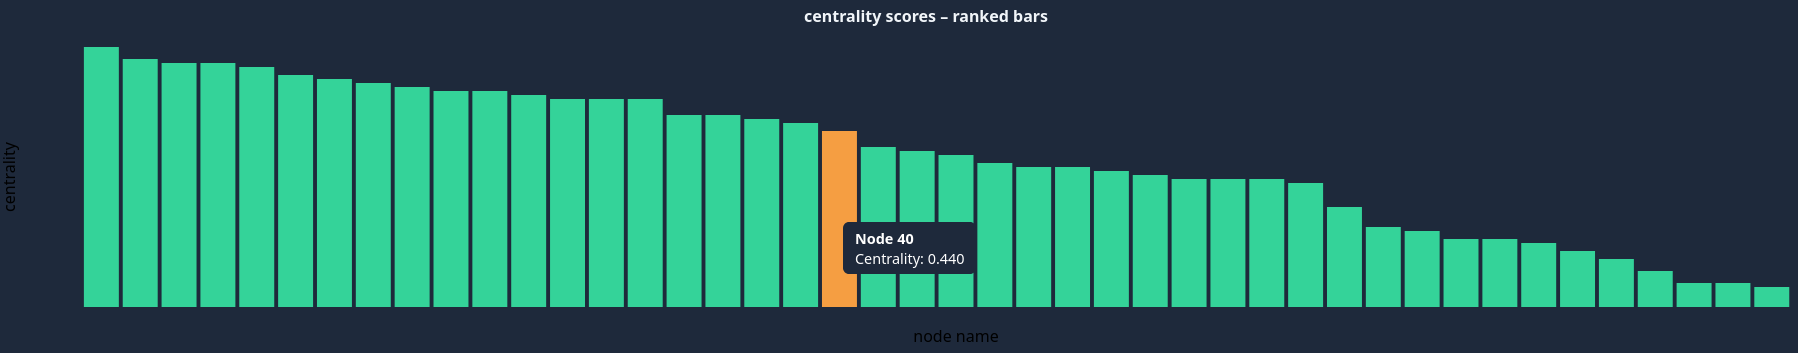 centrality scores – ranked bars
centrality
Node 40
Centrality: 0.440
node name